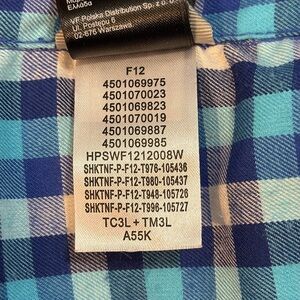 Ελλάδα
VF Polska Distribution Sp. z o. o.
Ul. Postępu 6
02-676 Warszawa
F12
4501069975
4501070023
4501069823
4501070019
4501069887
4501069985
HPSWF1212008W
SHKTNF-P-F12-T976-105436
SHKTNF-P-F12-T980-105437
SHKTNF-P-F12-T948-105726
SHKTNF-P-F12-T996-105727
TC3L + TM3L
A55K